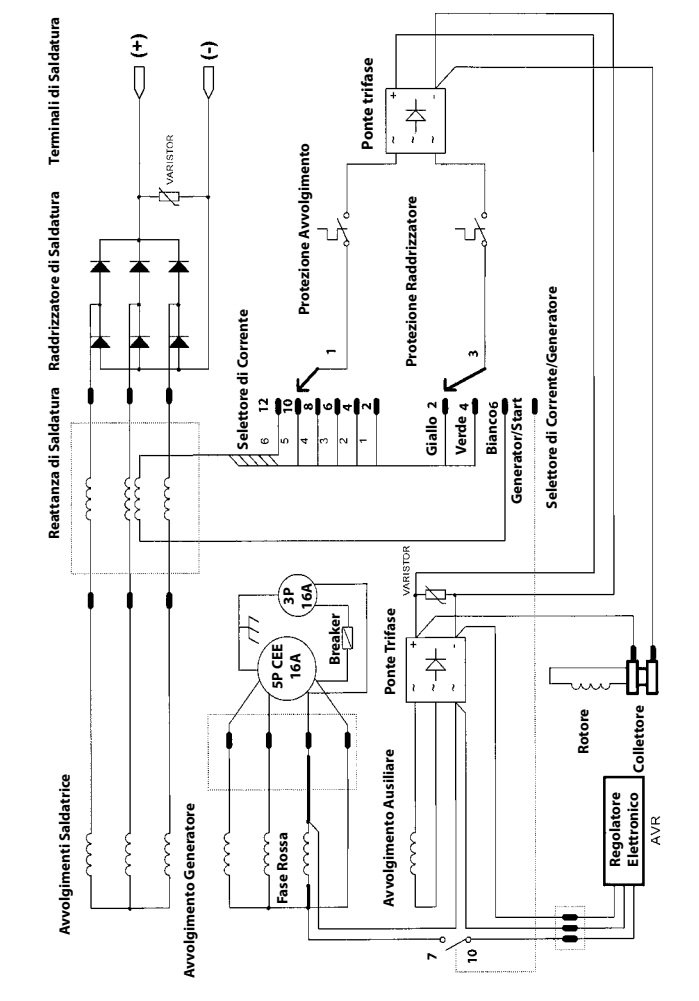 Avvolgimenti Saldatrice
Reattanza di Saldatura
Raddrizzatore di Saldatura
Terminali di Saldatura
(+)
(-)
VARISTOR
Avvolgimento Generatore
Fase Rossa
5P CEE
16A
3P
16A
Breaker
Selettore di Corrente
6
5
4
3
2
1
12
10
8
6
4
2
1
Protezione Avvolgimento
Giallo 2
Verde 4
Bianco6
Generator/Start
3
Protezione Raddrizzatore
Selettore di Corrente/Generatore
Ponte trifase
+
-
~
~
~
Avvolgimento Ausiliare
Ponte Trifase
+
-
~
~
~
VARISTOR
7
10
Rotore
Collettore
Regolatore
Elettronico
AVR